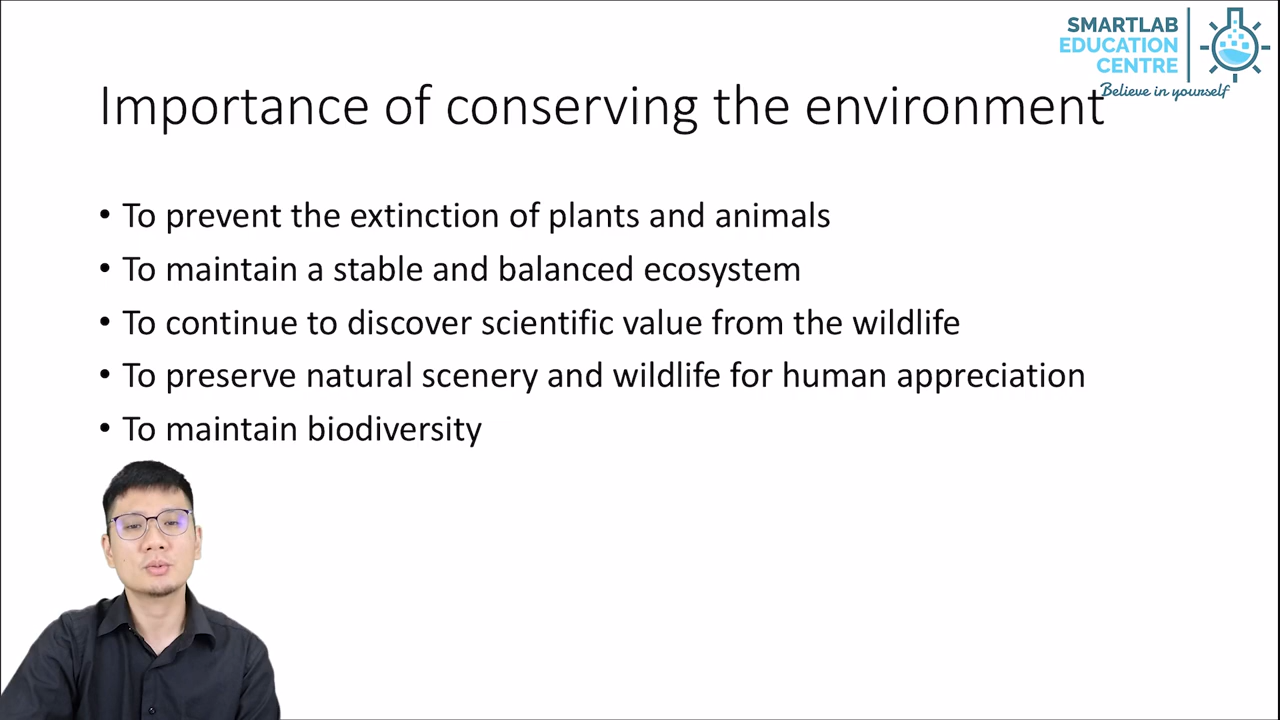 SMARTLAB
EDUCATION
CENTRE
Believe in yourself
Importance of conserving the environment
• To prevent the extinction of plants and animals
• To maintain a stable and balanced ecosystem
• To continue to discover scientific value from the wildlife
• To preserve natural scenery and wildlife for human appreciation
• To maintain biodiversity